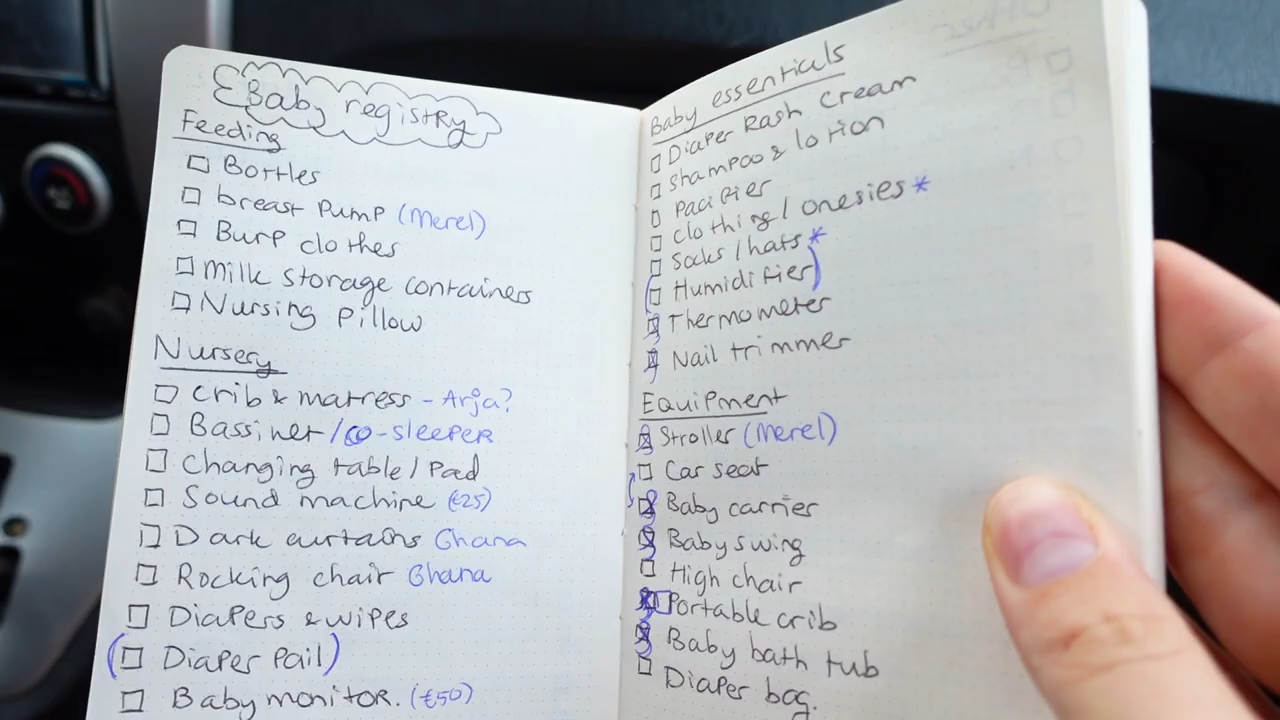 Baby registry
Feeding
Bottles
breast pump (Merel)
Burp clothes
Milk storage containers
Nursing pillow
Nursery
Crib & matress - Arja?
Bassinet / co-sleeper
Changing table / pad
Sound machine (€25)
Dark curtains Ghana
Rocking chair Ghana
Diapers & wipes
(Diaper pail)
Baby monitor. (€50)
Baby essentials
Diaper Rash Cream
Shampoo & lotion
Pacifier
clothing / onesies *
Socks / hats *
(Humidifier)
Thermometer
Nail trimmer
Equipment
Stroller (Merel)
Car seat
Baby carrier
Baby swing
High chair
Portable crib
Baby bath tub
Diaper bag.